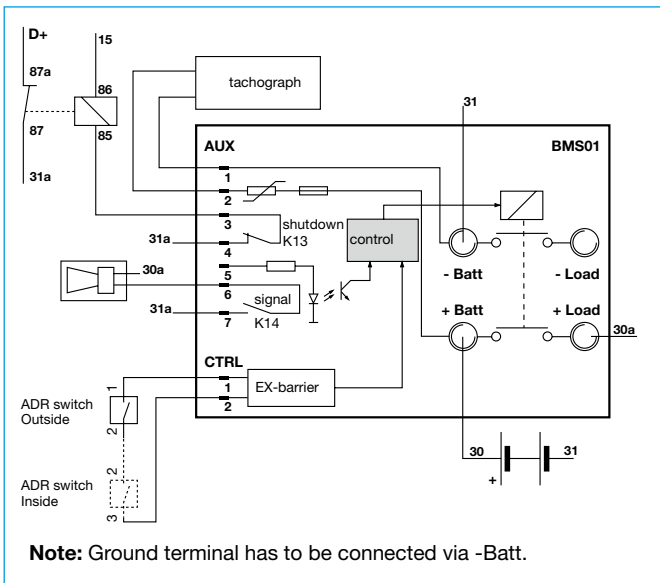 D+
15
87a
86
87
85
31a
tachograph
31
AUX
BMS01
1
2
3
shutdown
K13
31a
4
control
5
30a
6
signal
31a
7
K14
- Batt
- Load
+ Batt
+ Load
30a
CTRL
1
EX-barrier
2
ADR switch
Outside
1
2
ADR switch
Inside
2
3
30
31
+
Note: Ground terminal has to be connected via -Batt.